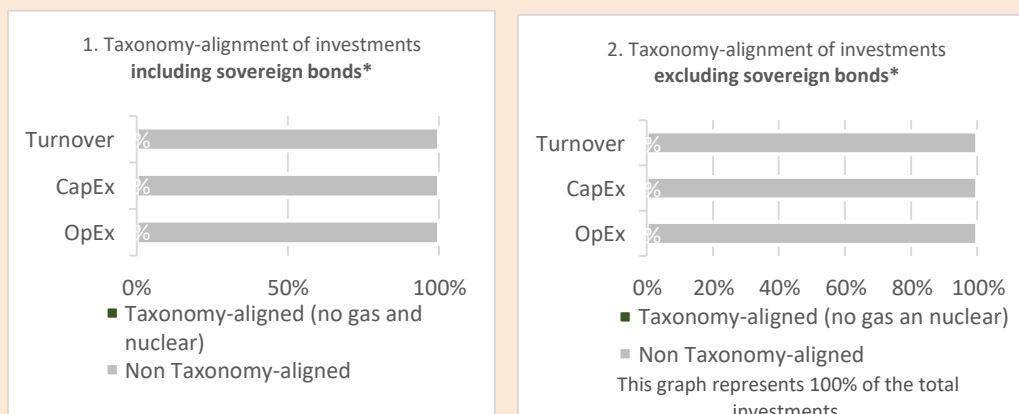 1. Taxonomy-alignment of investments
including sovereign bonds*
Turnover
%
CapEx
%
OpEx
%
0% 50% 100%
Taxonomy-aligned (no gas and
nuclear)
Non Taxonomy-aligned
2. Taxonomy-alignment of investments
excluding sovereign bonds*
Turnover
%
CapEx
%
OpEx
%
0% 20% 40% 60% 80% 100%
Taxonomy-aligned (no gas an nuclear)
Non Taxonomy-aligned
This graph represents 100% of the total
investments